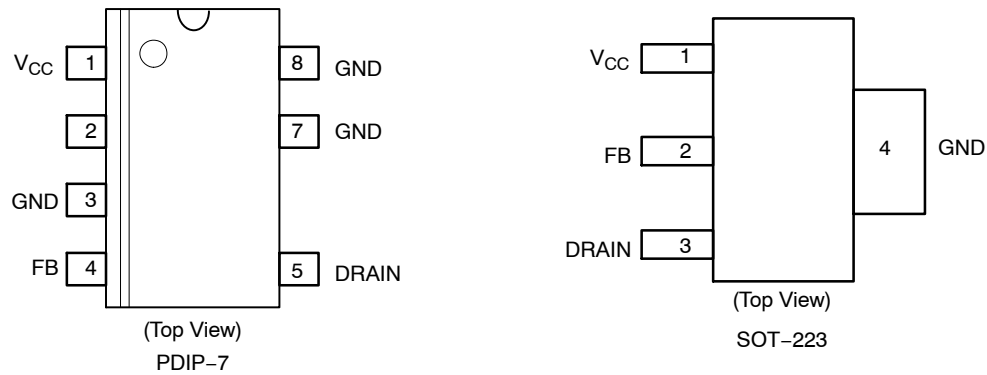 VCC 1 8 GND
2 7 GND
GND 3
FB 4 5 DRAIN
(Top View)
PDIP−7
VCC 1
FB 2 4 GND
DRAIN 3
(Top View)
SOT−223